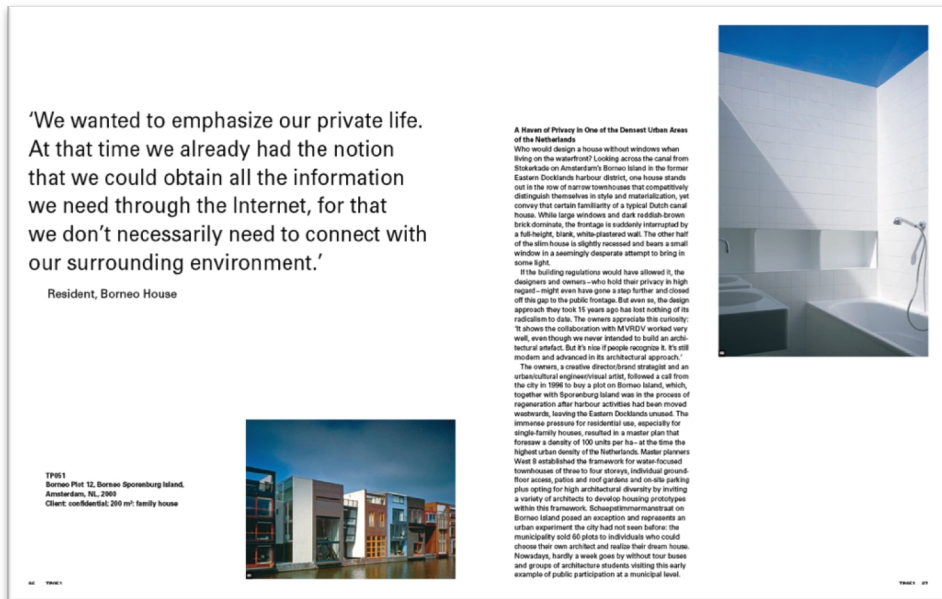 ‘We wanted to emphasize our private life.
At that time we already had the notion
that we could obtain all the information
we need through the Internet, for that
we don’t necessarily need to connect with
our surrounding environment.’
Resident, Borneo House
TP051
Borneo Plot 12, Borneo Sporenburg Island,
Amsterdam, NL, 2000
Client: confidential; 200 m²: family house
TP051
A Haven of Privacy in One of the Densest Urban Areas
of the Netherlands
Who would design a house without windows when
living on the waterfront? Looking across the canal from
Stokerkade on Amsterdam’s Borneo Island in the former
Eastern Docklands harbour district, one house stands
out in the row of narrow townhouses that competitively
distinguish themselves in style and materialization, yet
convey that certain familiarity of a typical Dutch canal
house. While large windows and dark reddish-brown
brick dominate, the frontage is suddenly interrupted by
a full-height, blank, white-plastered wall. The other half
of the slim house is slightly recessed and bears a small
window in a seemingly desperate attempt to bring in
some light.
If the building regulations would have allowed it, the
designers and owners–who hold their privacy in high
regard–might even have gone a step further and closed
off this gap to the public frontage. But even so, the design
approach they took 15 years ago has lost nothing of its
radicalism to date. The owners appreciate this curiosity:
‘It shows the collaboration with MVRDV worked very
well, even though we never intended to build an archi-
tectural artefact. But it’s nice if people recognize it. It’s still
modern and advanced in its architectural approach.’
The owners, a creative director/brand strategist and an
urban/cultural engineer/visual artist, followed a call from
the city in 1996 to buy a plot on Borneo Island, which,
together with Sporenburg Island was in the process of
regeneration after harbour activities had been moved
westwards, leaving the Eastern Docklands unused. The
immense pressure for residential use, especially for
single-family houses, resulted in a master plan that
foresaw a density of 100 units per ha–at the time the
highest urban density of the Netherlands. Master planners
West 8 established the framework for water-focused
townhouses of three to four storeys, individual ground-
floor access, patios and roof gardens and on-site parking
plus opting for high architectural diversity by inviting
a variety of architects to develop housing prototypes
within this framework. Scheepstimmermanstraat on
Borneo Island posed an exception and represents an
urban experiment the city had not seen before: the
municipality sold 60 plots to individuals who could
choose their own architect and realize their dream house.
Nowadays, hardly a week goes by without tour buses
and groups of architecture students visiting this early
example of public participation at a municipal level.
TP051